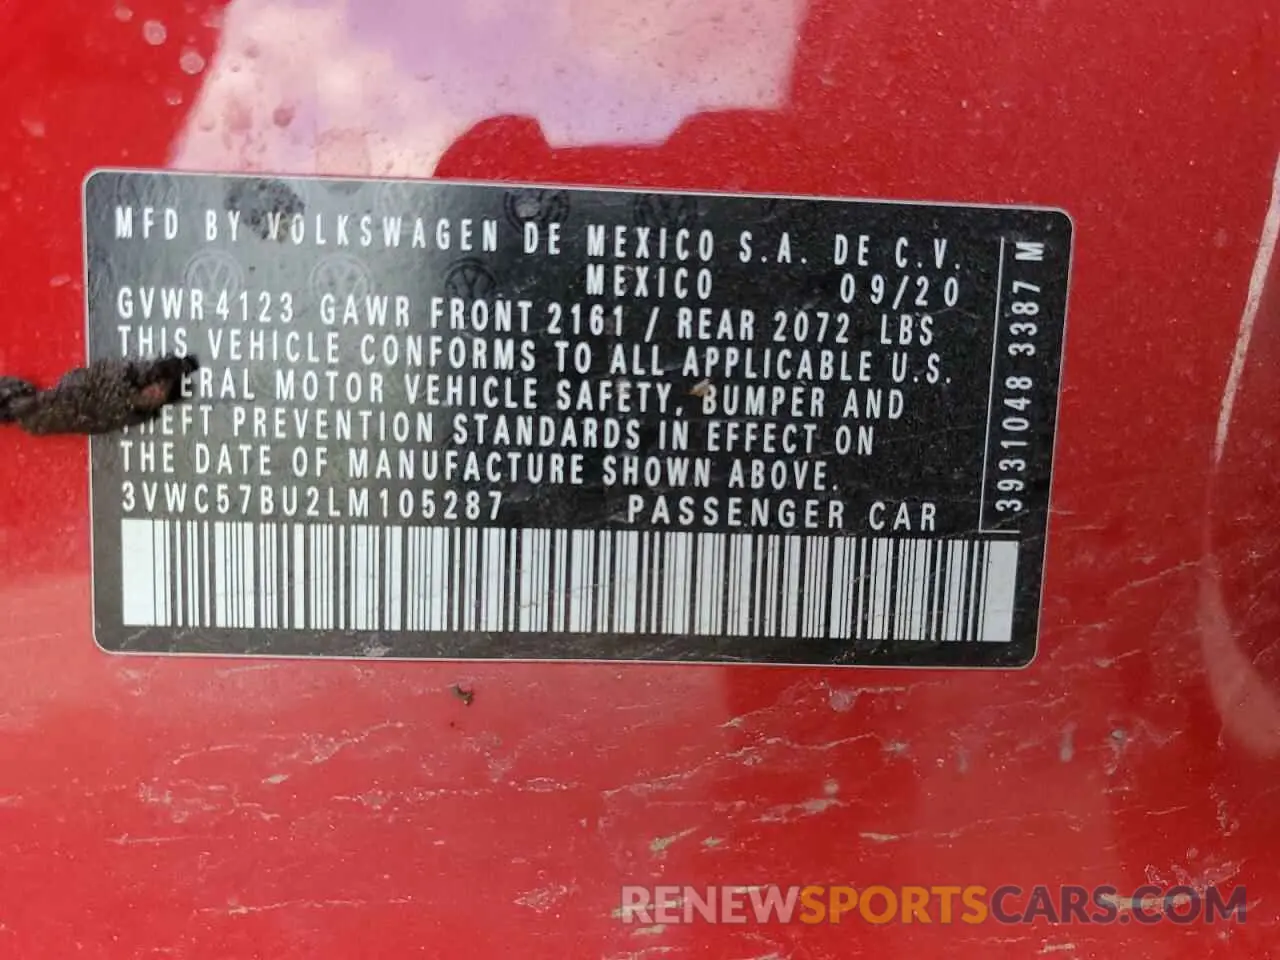 MFD BY VOLKSWAGEN DE MEXICO S.A. DE C.V.
MEXICO 09/20
GVWR 4123 GAWR FRONT 2161 / REAR 2072 LBS
THIS VEHICLE CONFORMS TO ALL APPLICABLE U.S.
ERAL MOTOR VEHICLE SAFETY, BUMPER AND
THEFT PREVENTION STANDARDS IN EFFECT ON
THE DATE OF MANUFACTURE SHOWN ABOVE.
3VWC57BU2LM105287 PASSENGER CAR
3931048 3387 M
RENEWSPORTSCARS.COM